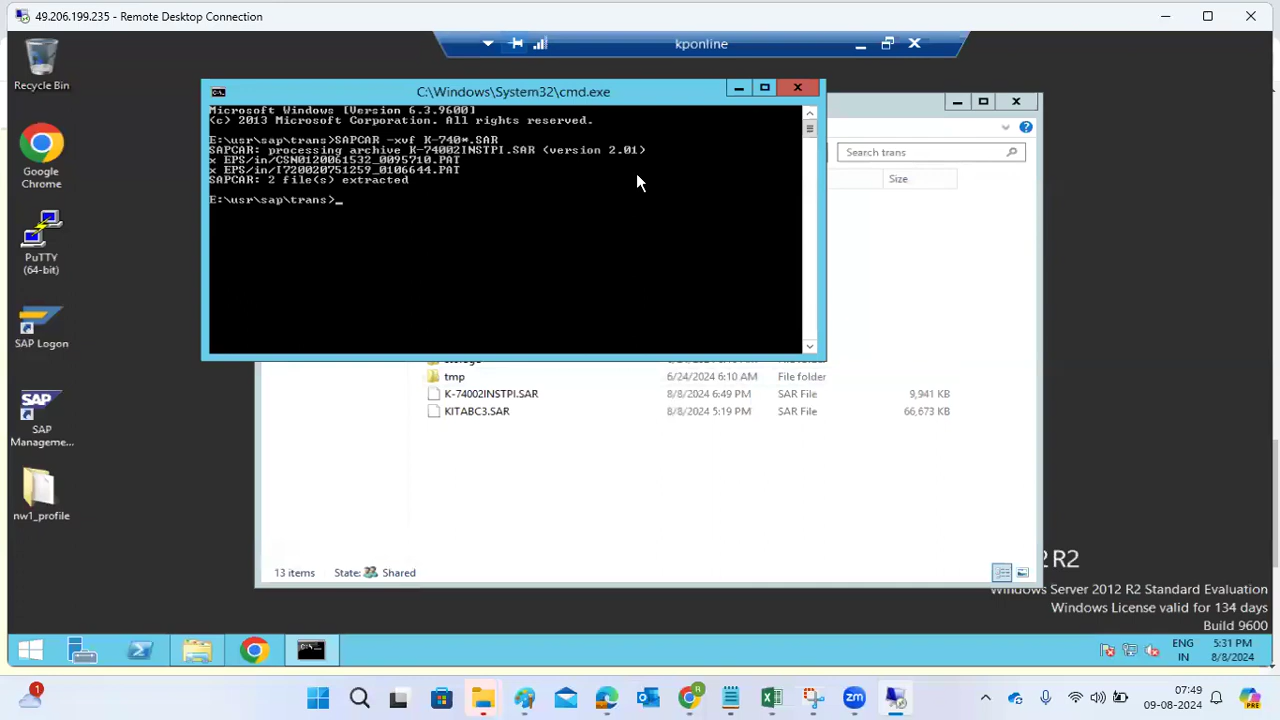 49.206.199.235 - Remote Desktop Connection
kponline
Recycle Bin
C:\Windows\System32\cmd.exe
Microsoft Windows [Version 6.3.9600]
(c) 2013 Microsoft Corporation. All rights reserved.
E:\usr\sap\trans>SAPCAR -xvf K-740*.SAR
SAPCAR: processing archive K-74002INSTPI.SAR (version 2.01)
x EPS/in/CSN0120061532_0095710.PAT
x EPS/in/I720020751259_0106644.PAT
SAPCAR: 2 file(s) extracted
E:\usr\sap\trans>_
Search trans
Size
Google
Chrome
PuTTY
(64-bit)
SAP Logon
SAP
SAP
Manageme...
nw1_profile
tmp 6/24/2024 6:10 AM File folder
K-74002INSTPI.SAR 8/8/2024 6:49 PM SAR File 9,941 KB
KITABC3.SAR 8/8/2024 5:19 PM SAR File 66,673 KB
13 items State: Shared
2 R2
Windows Server 2012 R2 Standard Evaluation
Windows License valid for 134 days
Build 9600
ENG
IN
5:31 PM
8/8/2024
1
07:49
09-08-2024